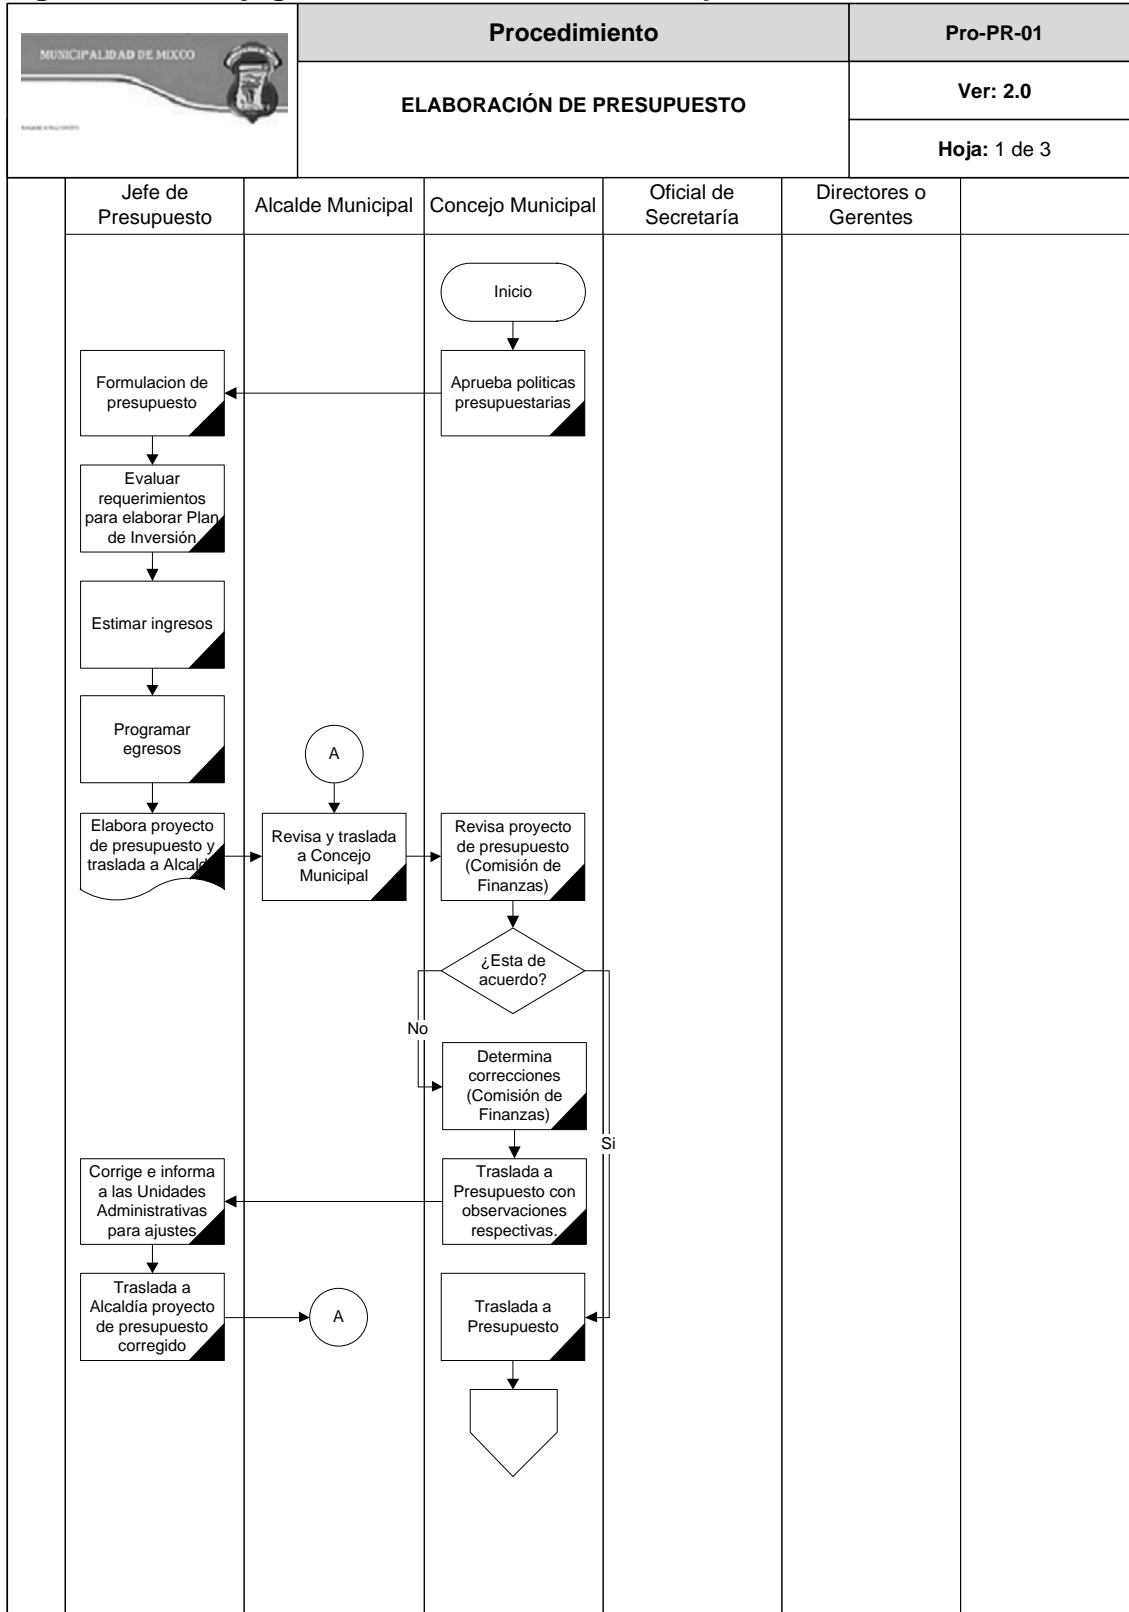 MUNICIPALIDAD DE MIXCO
Procedimiento
Pro-PR-01
ELABORACIÓN DE PRESUPUESTO
Ver: 2.0
Hoja: 1 de 3
Jefe de
Presupuesto
Alcalde Municipal
Concejo Municipal
Oficial de
Secretaría
Directores o
Gerentes
Inicio
Aprueba politicas
presupuestarias
Formulacion de
presupuesto
Evaluar
requerimientos
para elaborar Plan
de Inversión
Estimar ingresos
Programar
egresos
A
Elabora proyecto
de presupuesto y
traslada a
Revisa y traslada
a Concejo
Municipal
Revisa proyecto
de presupuesto
(Comisión de
Finanzas)
¿Esta de
acuerdo?
No
Determina
correcciones
(Comisión de
Finanzas)
Si
Traslada a
Presupuesto con
observaciones
respectivas.
Corrige e informa
a las Unidades
Administrativas
para ajustes
Traslada a
Alcaldía proyecto
de presupuesto
corregido
A
Traslada a
Presupuesto